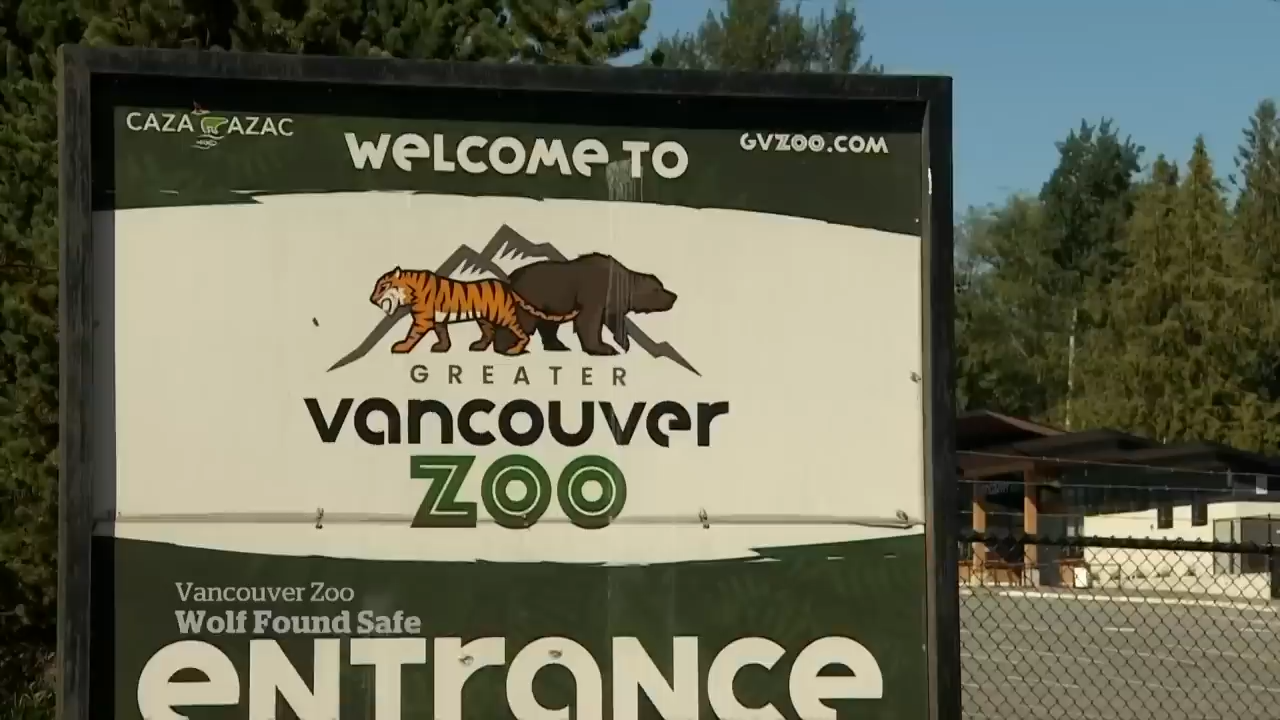 CAZA AZAC
WELCOME TO
GVZOO.COM
GREATER
vancouver
ZOO
Vancouver Zoo
Wolf Found Safe
entrance